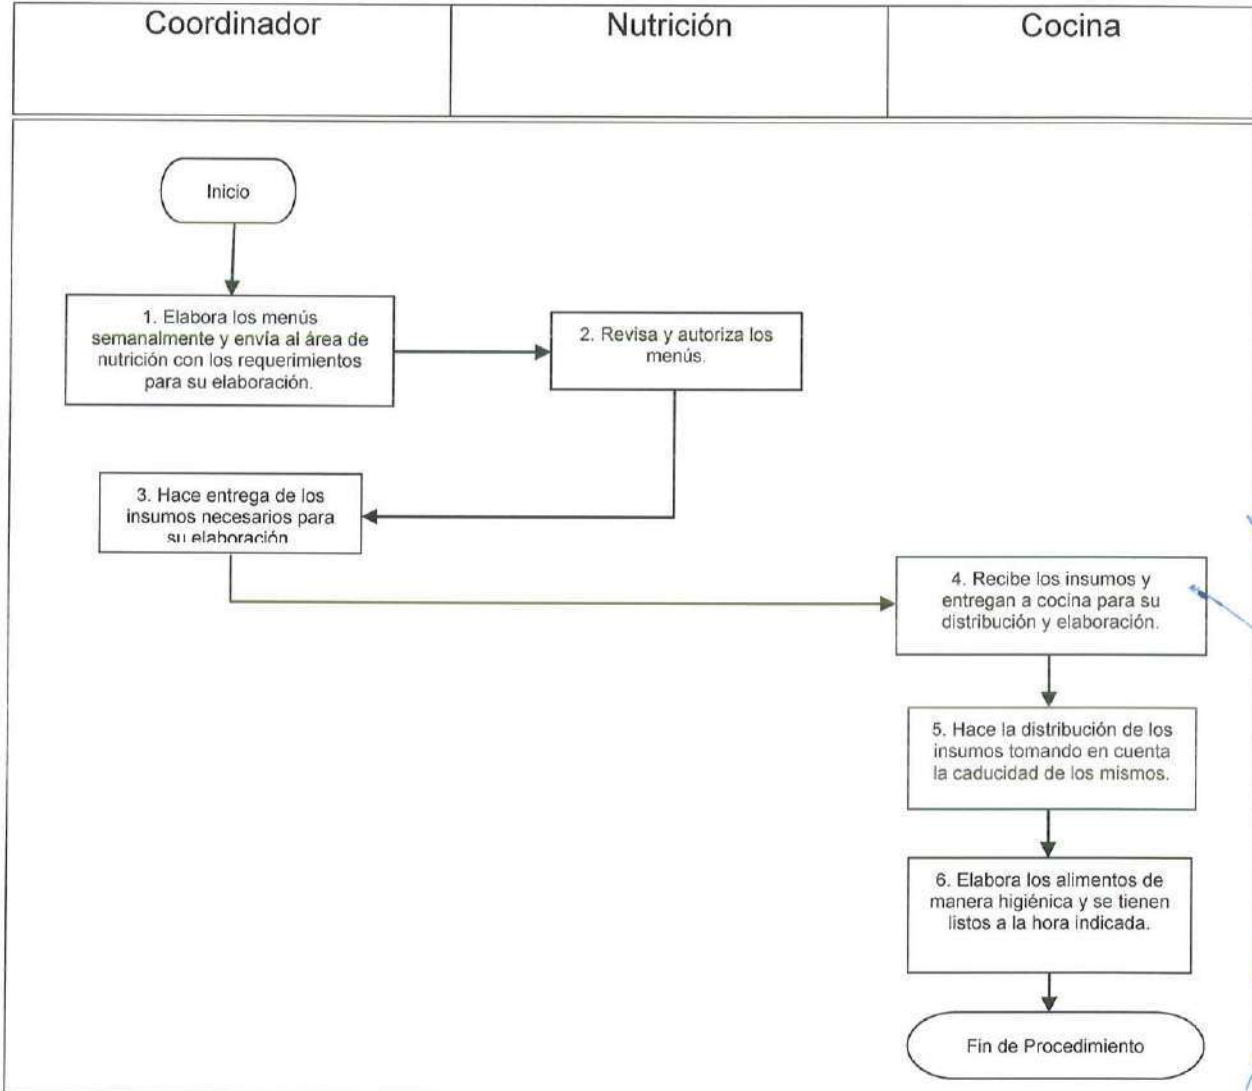 Coordinador
Nutrición
Cocina
Inicio
1. Elabora los menús
semanalmente y envía al área de
nutrición con los requerimientos
para su elaboración.
2. Revisa y autoriza los
menús.
3. Hace entrega de los
insumos necesarios para
su elaboración
4. Recibe los insumos y
entregan a cocina para su
distribución y elaboración.
5. Hace la distribución de los
insumos tomando en cuenta
la caducidad de los mismos.
6. Elabora los alimentos de
manera higiénica y se tienen
listos a la hora indicada.
Fin de Procedimiento